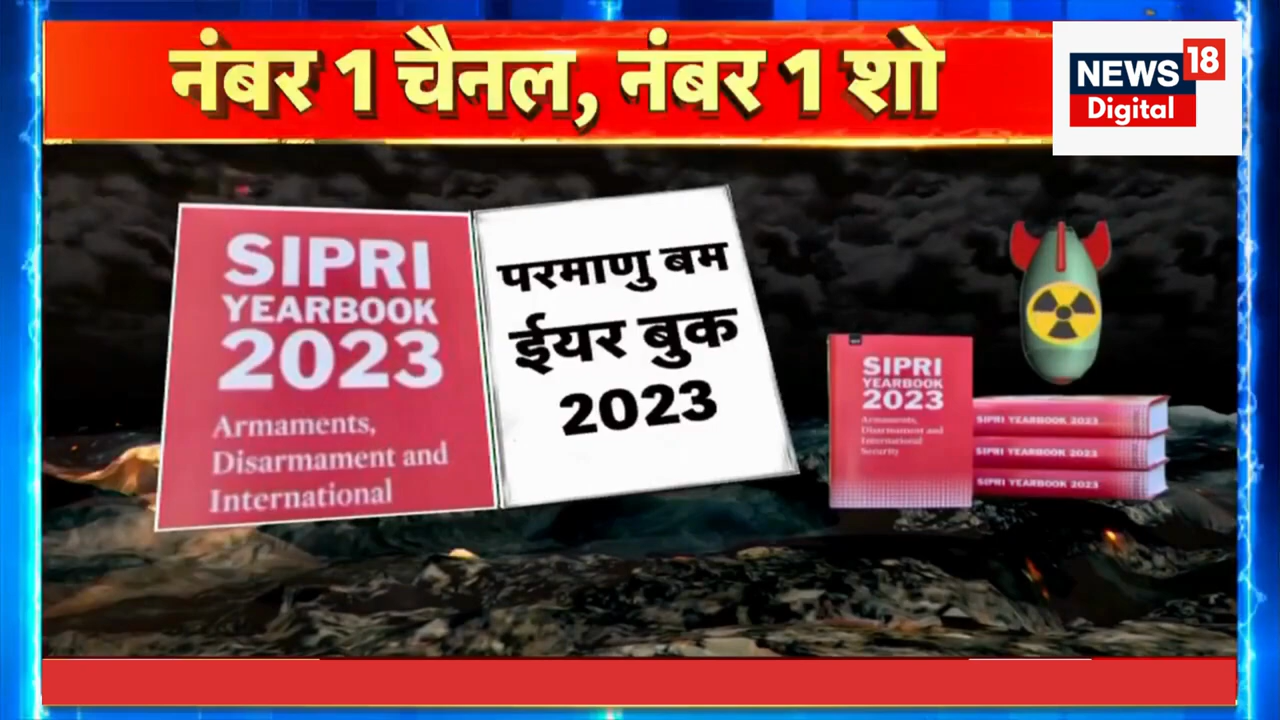 नंबर 1 चैनल, नंबर 1 शो
NEWS 18
Digital
SIPRI
YEARBOOK
2023
Armaments,
Disarmament and
International
परमाणु बम
ईयर बुक
2023
SIPRI
YEARBOOK
2023
Armaments,
Disarmament and
International
Security
SIPRI YEARBOOK 2023
SIPRI YEARBOOK 2023
SIPRI YEARBOOK 2023